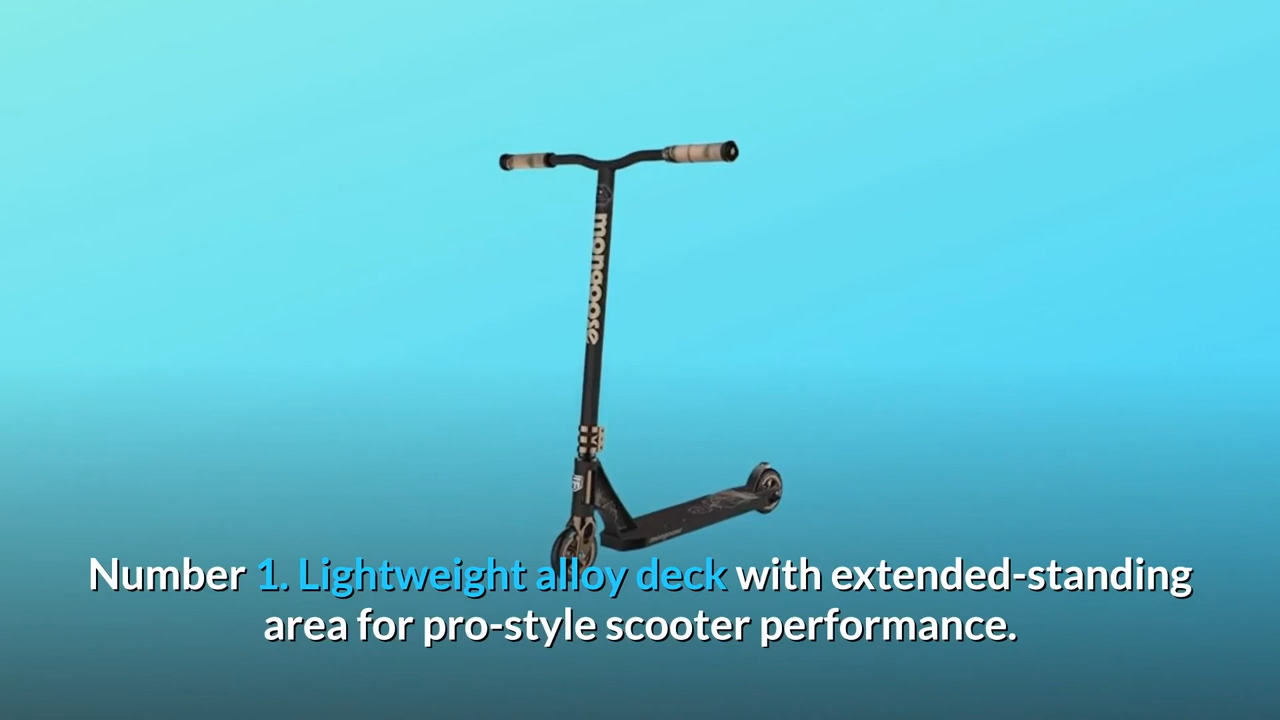 mongoose
Number 1. Lightweight alloy deck with extended-standing
area for pro-style scooter performance.